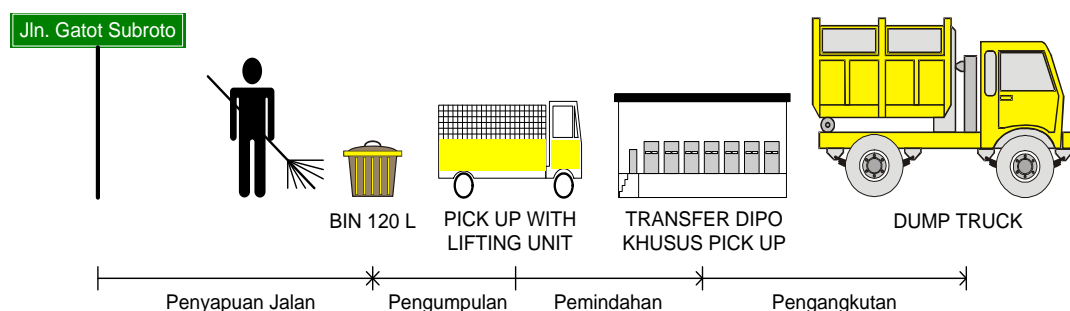 Jln. Gatot Subroto
BIN 120 L
PICK UP WITH
LIFTING UNIT
TRANSFER DIPO
KHUSUS PICK UP
DUMP TRUCK
Penyapuan Jalan
Pengumpulan
Pemindahan
Pengangkutan